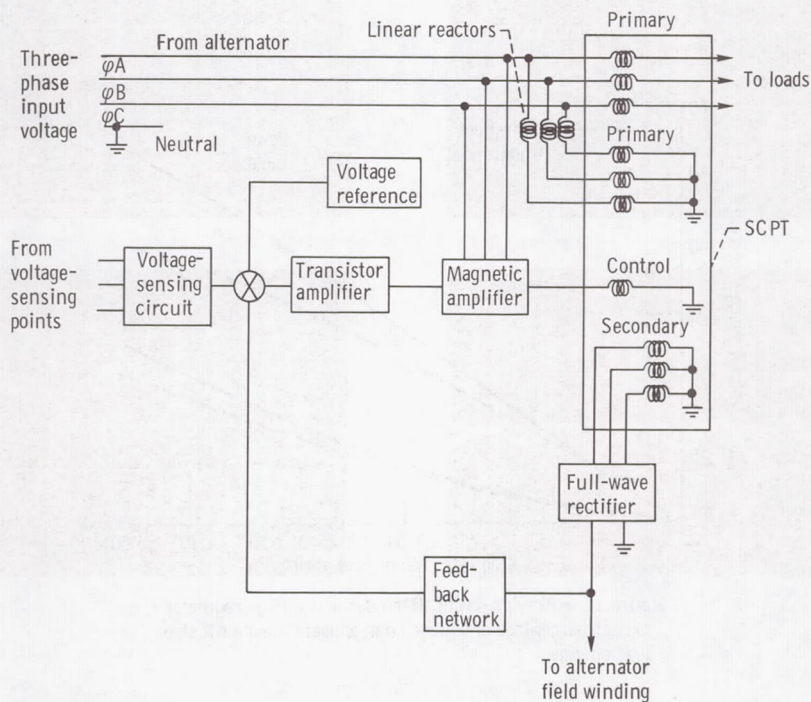 Primary
Linear reactors
From alternator
Three-
phase
input
voltage
φA
φB
φC
To loads
Neutral
Primary
Voltage
reference
SCPT
From
voltage-
sensing
points
Voltage-
sensing
circuit
Transistor
amplifier
Magnetic
amplifier
Control
Secondary
Full-wave
rectifier
Feed-
back
network
To alternator
field winding